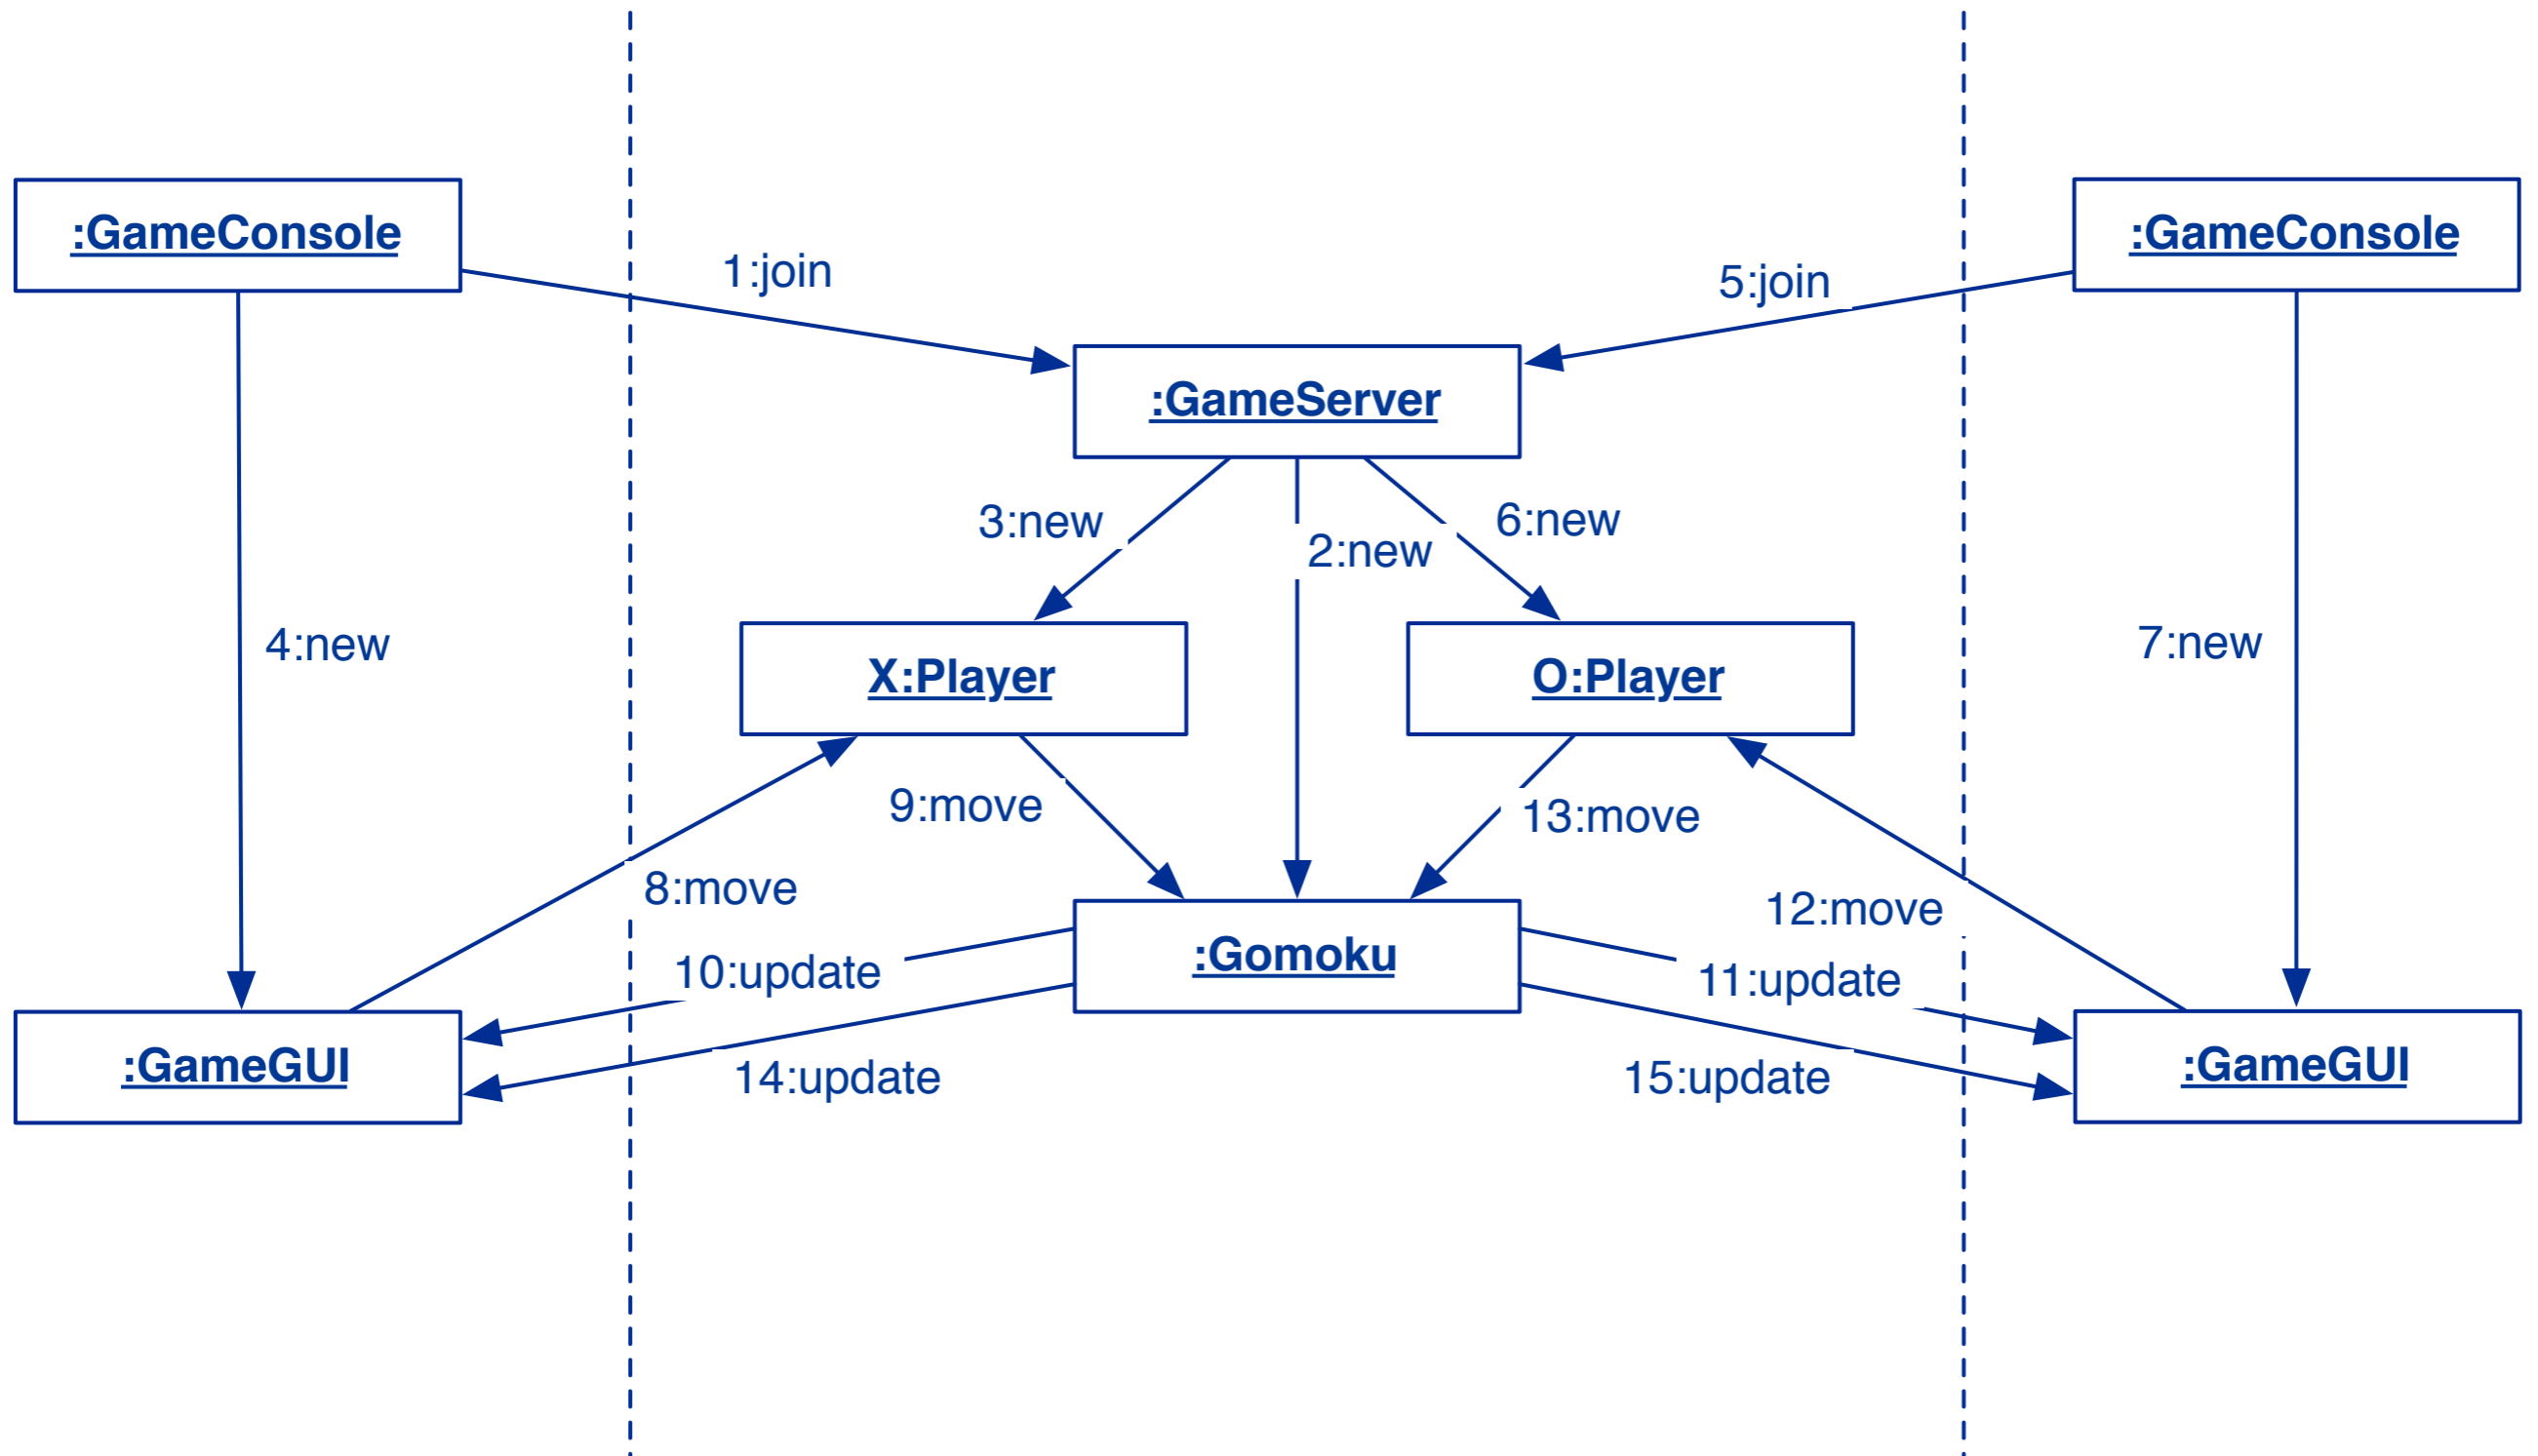 :GameConsole
:GameConsole
1:join
5:join
:GameServer
3:new
2:new
6:new
4:new
7:new
X:Player
O:Player
9:move
13:move
8:move
12:move
:Gomoku
10:update
11:update
:GameGUI
14:update
15:update
:GameGUI